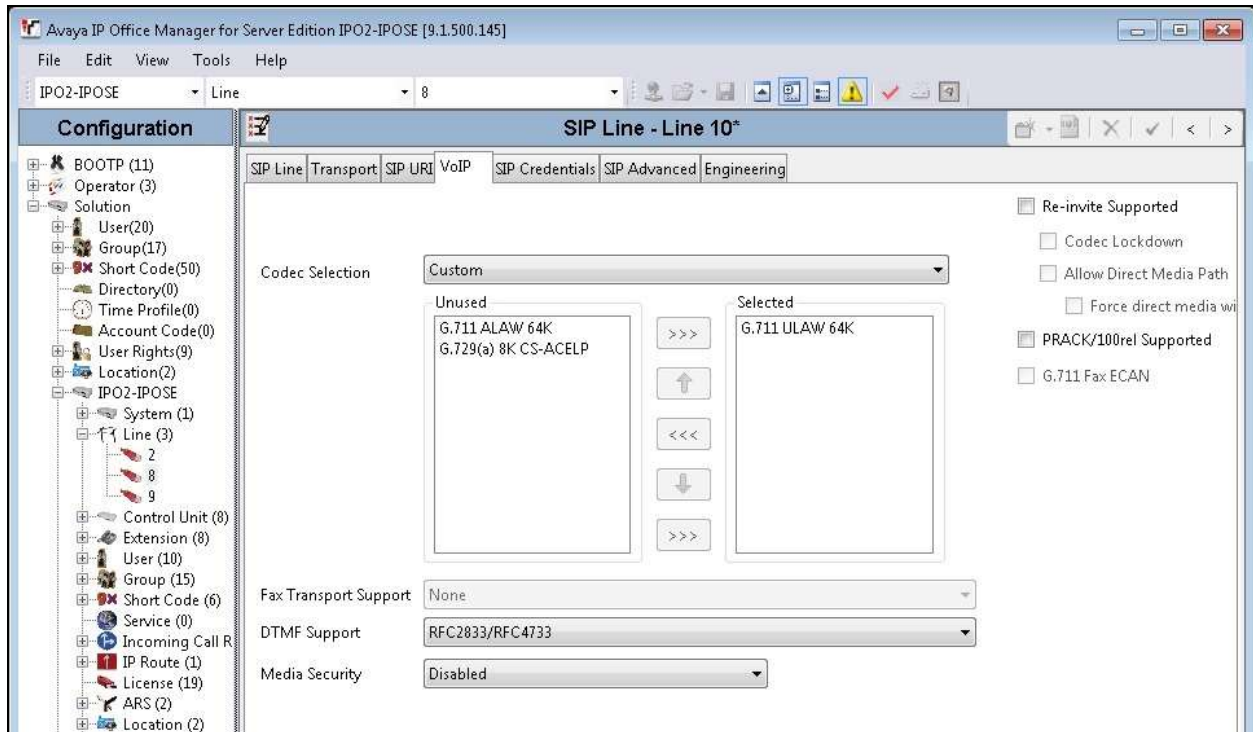 Avaya IP Office Manager for Server Edition IPO2-IPOSE [9.1.500.145]
File Edit View Tools Help
IPO2-IPOSE Line 8
Configuration
BOOTP (11)
Operator (3)
Solution
User(20)
Group(17)
Short Code(50)
Directory(0)
Time Profile(0)
Account Code(0)
User Rights(9)
Location(2)
IPO2-IPOSE
System (1)
Line (3)
2
8
9
Control Unit (8)
Extension (8)
User (10)
Group (15)
Short Code (6)
Service (0)
Incoming Call R
IP Route (1)
License (19)
ARS (2)
Location (2)
SIP Line - Line 10*
SIP Line Transport SIP URI VoIP SIP Credentials SIP Advanced Engineering
Codec Selection Custom
Unused
G.711 ALAW 64K
G.729(a) 8K CS-ACELP
>>>
<<<
>>>
Selected
G.711 ULAW 64K
Fax Transport Support None
DTMF Support RFC2833/RFC4733
Media Security Disabled
Re-invite Supported
Codec Lockdown
Allow Direct Media Path
Force direct media wi
PRACK/100rel Supported
G.711 Fax ECAN